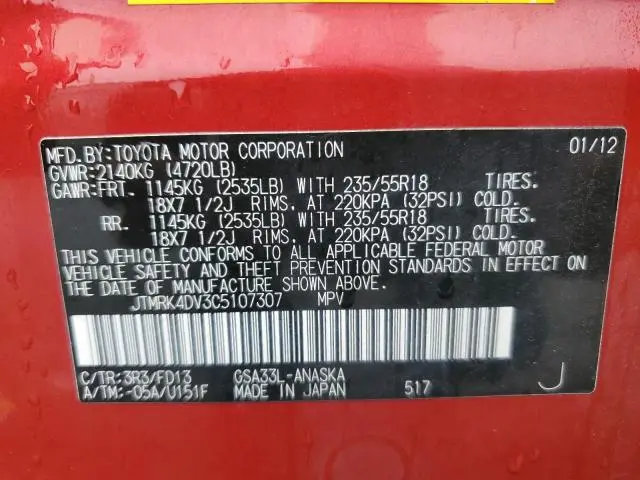 MFD.BY:TOYOTA MOTOR CORPORATION 01/12
GVWR:2140KG (4720LB)
GAWR:FRT. 1145KG (2535LB) WITH 235/55R18 TIRES.
18X7 1/2J RIMS. AT 220KPA (32PSI) COLD.
RR. 1145KG (2535LB) WITH 235/55R18 TIRES.
18X7 1/2J RIMS. AT 220KPA (32PSI) COLD.
THIS VEHICLE CONFORMS TO ALL APPLICABLE FEDERAL MOTOR
VEHICLE SAFETY AND THEFT PREVENTION STANDARDS IN EFFECT ON
THE DATE OF MANUFACTURE SHOWN ABOVE.
JTMRK4DV3C5107307 MPV
C/TR:3R3/FD13 GSA33L-ANASKA
A/TM:-05A/U151F MADE IN JAPAN 517 J